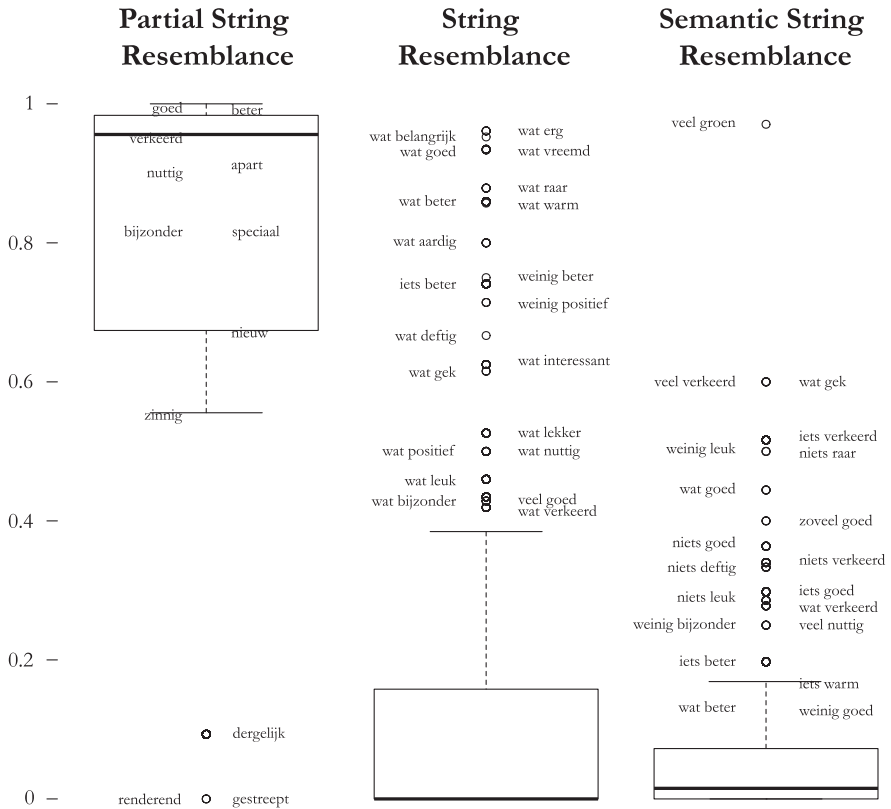 Partial String
Resemblance
String
Resemblance
Semantic String
Resemblance
1
0.8
0.6
0.4
0.2
0
goed
beter
verkeerd
apart
nuttig
bijzonder
speciaal
nieuw
zinnig
dergelijk
renderend
gestreept
wat belangrijk
wat erg
wat goed
wat vreemd
wat raar
wat beter
wat warm
wat aardig
weinig beter
iets beter
weinig positief
wat deftig
wat interessant
wat gek
wat lekker
wat positief
wat nuttig
wat leuk
wat bijzonder
veel goed
wat verkeerd
veel groen
veel verkeerd
wat gek
iets verkeerd
weinig leuk
niets raar
wat goed
zoveel goed
niets goed
niets verkeerd
niets deftig
iets goed
niets leuk
wat verkeerd
weinig bijzonder
veel nuttig
iets beter
iets warm
wat beter
weinig goed